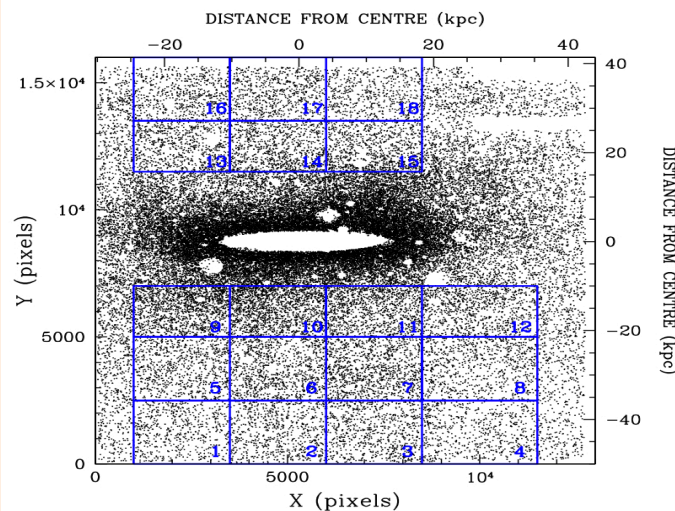 DISTANCE FROM CENTRE (kpc)
−20 0 20 40
1.5×10⁴
10⁴
5000
0
Y (pixels)
40
20
0
−20
−40
DISTANCE FROM CENTRE (kpc)
16 17 18
13 14 15
9 10 11 12
5 6 7 8
1 2 3 4
0 5000 10⁴
X (pixels)